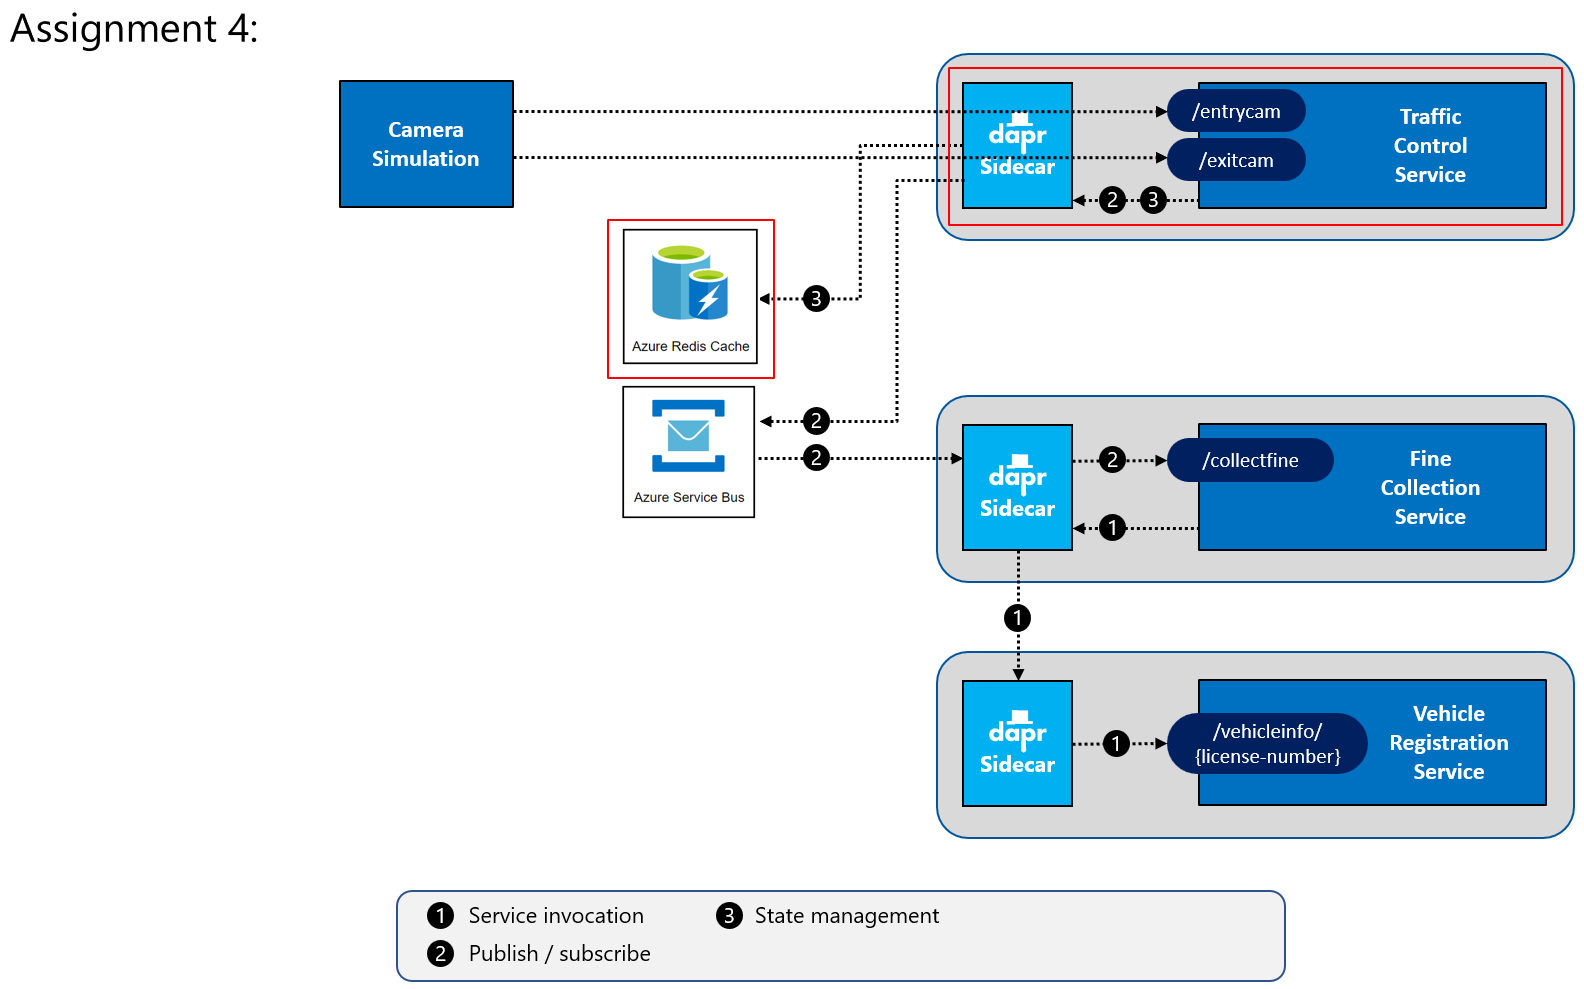 Assignment 4:
Camera
Simulation
dapr
Sidecar
/entrycam
/exitcam
Traffic
Control
Service
2
3
Azure Redis Cache
3
Azure Service Bus
2
2
dapr
Sidecar
2
/collectfine
1
Fine
Collection
Service
1
dapr
Sidecar
1
/vehicleinfo/
{license-number}
Vehicle
Registration
Service
1 Service invocation
3 State management
2 Publish / subscribe